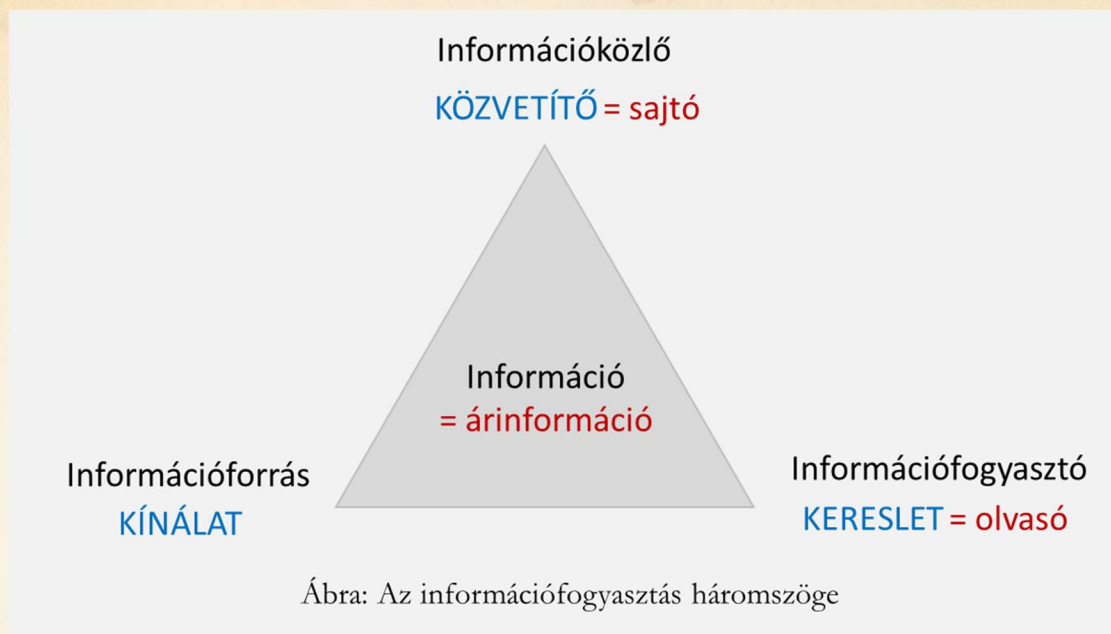 Információközlő
KÖZVETÍTŐ = sajtó
Információ
= árinformáció
Információforrás
KÍNÁLAT
Információfogyasztó
KERESLET = olvasó
Ábra: Az információfogyasztás háromszöge